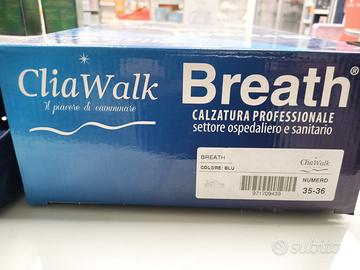 CliaWalk
il piacere di camminare
Breath®
CALZATURA PROFESSIONALE
settore ospedaliero e sanitario
BREATH
COLORE: BLU
CliaWalk
NUMERO
35-36
971709439
subito